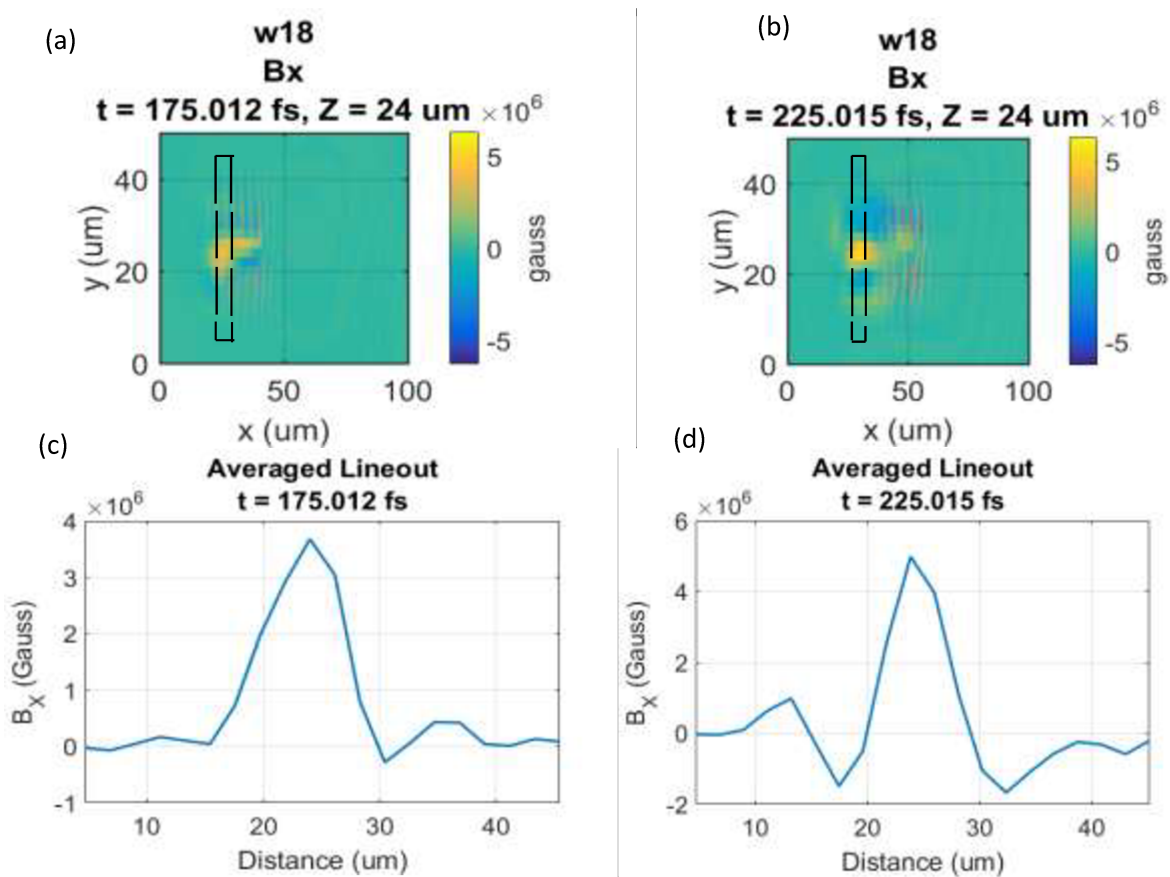 (a)
w18
Bx
t = 175.012 fs, Z = 24 um
×10⁶
5
0
-5
gauss
40
20
0
y (um)
0
50
100
x (um)
(b)
w18
Bx
t = 225.015 fs, Z = 24 um
×10⁶
5
0
-5
gauss
40
20
0
y (um)
0
50
100
x (um)
(c)
Averaged Lineout
t = 175.012 fs
×10⁶
4
3
2
1
0
-1
B_X (Gauss)
10
20
30
40
Distance (um)
(d)
Averaged Lineout
t = 225.015 fs
×10⁶
6
4
2
0
-2
B_X (Gauss)
10
20
30
40
Distance (um)